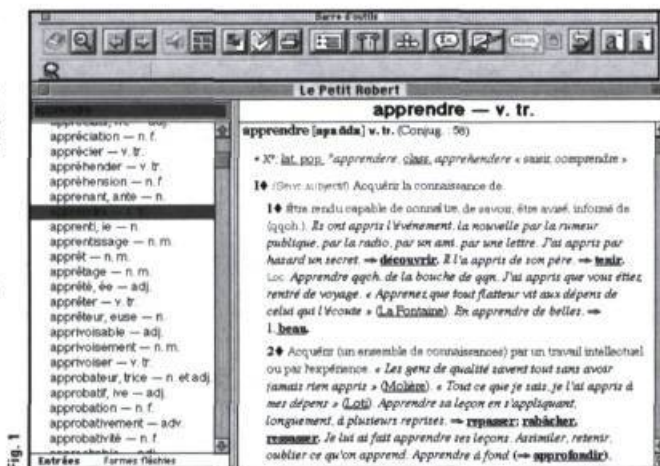 Barre d'outils
Le Petit Robert
apprendre — v. tr.
appréciation — n. f.
apprécier — v. tr.
appréhender — v. tr.
appréhension — n. f.
apprenant, ante — n.
apprenti, ie — n.
apprentissage — n. m.
apprêt — n. m.
apprêtage — n. m.
apprêté, ée — adj.
apprêter — v. tr.
apprêteur, euse — n.
apprivoisable — adj.
apprivoisement — n. m.
apprivoiser — v. tr.
approbateur, trice — n. et adj.
approbatif, ive — adj.
approbation — n. f.
approbativement — adv.
approbativité — n. f.
Entrées Formes fléchies
apprendre v. tr. (Conjug. : 58)
• Xe; lat. pop. °apprendere, class. apprehendere « saisir, comprendre »
I♦ Acquérir la connaissance de.
1♦ Être rendu capable de connaître, de savoir, être avisé, informé de
(qqch.). Ils ont appris l'événement, la nouvelle par la rumeur
publique, par la radio, par un ami, par une lettre. J'ai appris par
hasard un secret. ⇒ découvrir. Il l'a appris de son père. ⇒ tenir.
Loc. Apprendre qqch. de la bouche de qqn. J'ai appris que vous étiez
rentré de voyage. « Apprenez que tout flatteur vit aux dépens de
celui qui l'écoute » (La Fontaine). En apprendre de belles. ⇒
1. beau.
2♦ Acquérir (un ensemble de connaissances) par un travail intellectuel
ou par l'expérience. « Les gens de qualité savent tout sans avoir
jamais rien appris » (Molière). « Tout ce que je sais, je l'ai appris à
mes dépens » (Loti). Apprendre sa leçon en s'appliquant,
longuement, à plusieurs reprises. ⇒ repasser; rabâcher,
ressasser. Je lui ai fait apprendre ses leçons. Assimiler, retenir,
oublier ce qu'on apprend. Apprendre à fond (⇒ approfondir).
Fig. 1